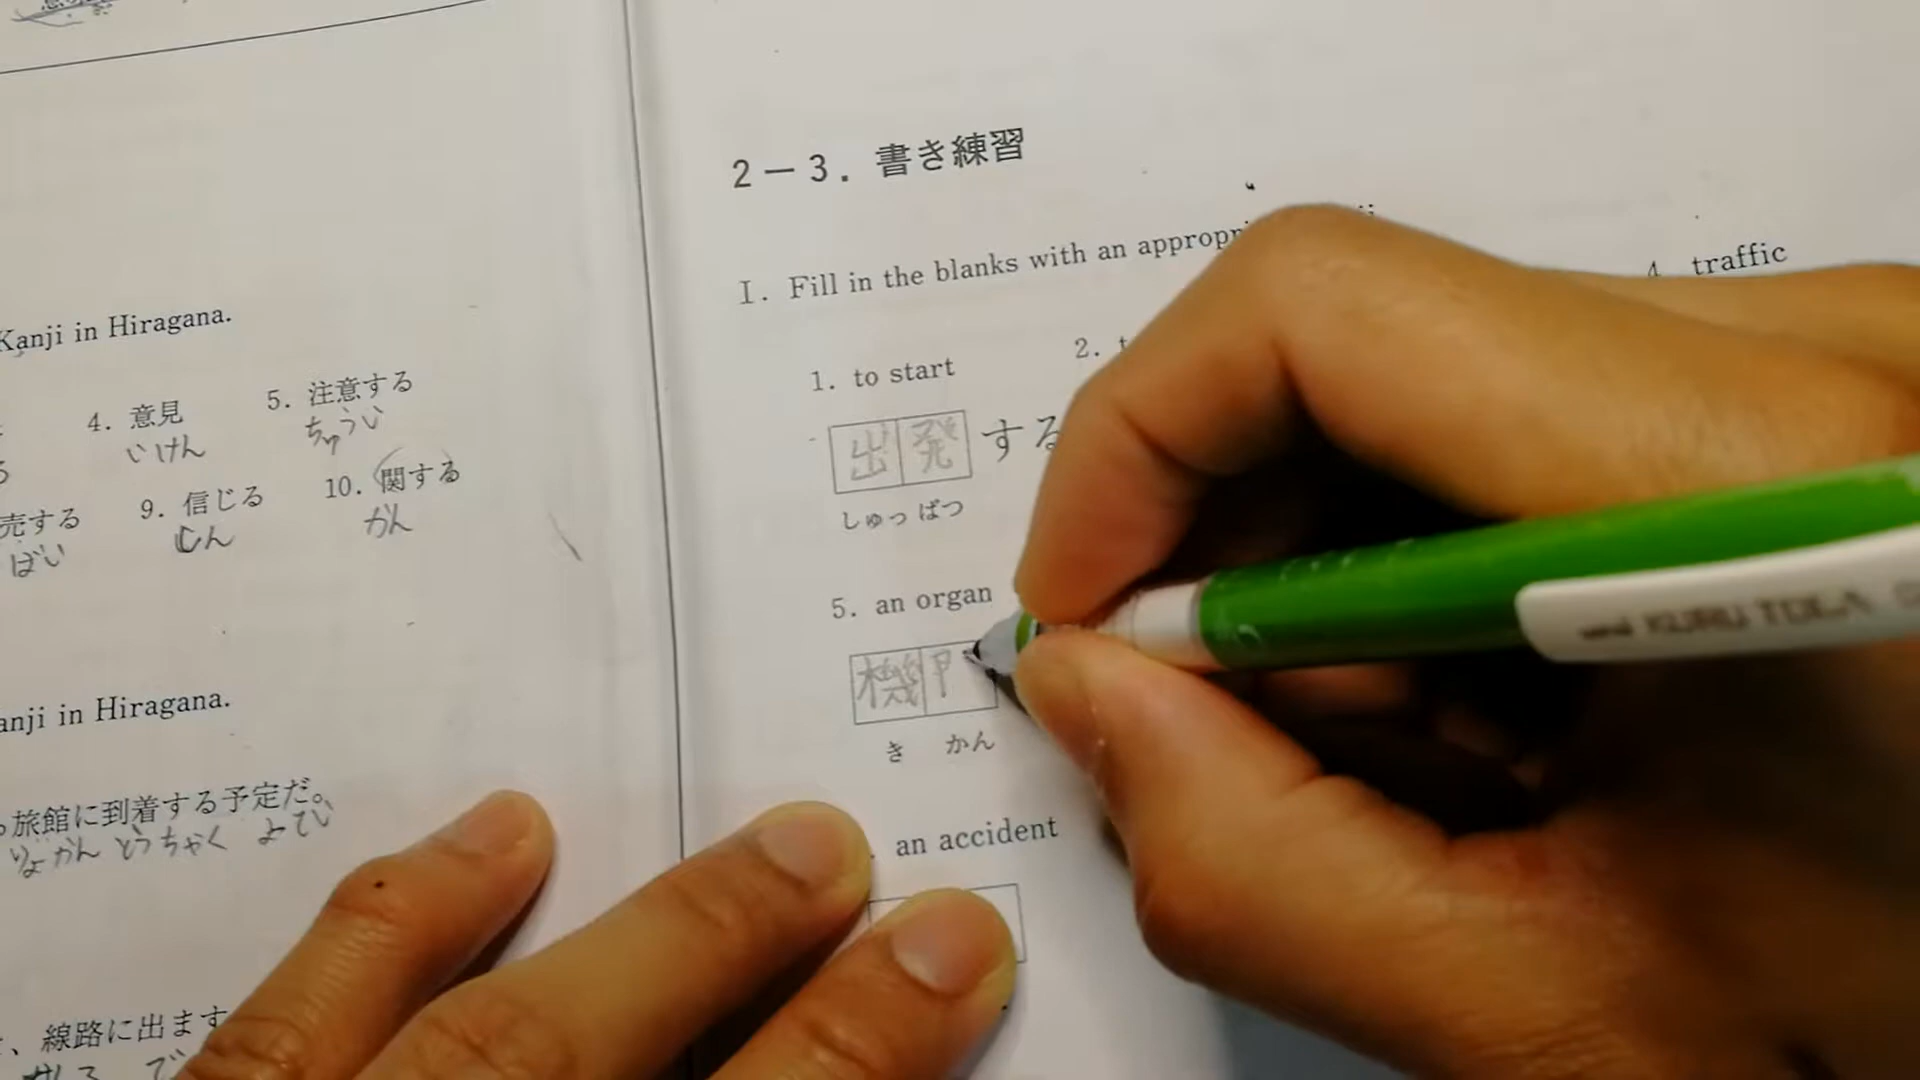 Kanji in Hiragana.
4. 意見
いけん
5. 注意する
ちゅうい
売する
ばい
9. 信じる
しん
10. 関する
かん
anji in Hiragana.
旅館に到着する予定だ。
りょかん とうちゃく よてい
、線路に出ます
2－3. 書き練習
I. Fill in the blanks with an appropri
1. to start
出発する
しゅっぱつ
2. t
4. traffic
5. an organ
機
き かん
. an accident
uni KURU TOGA